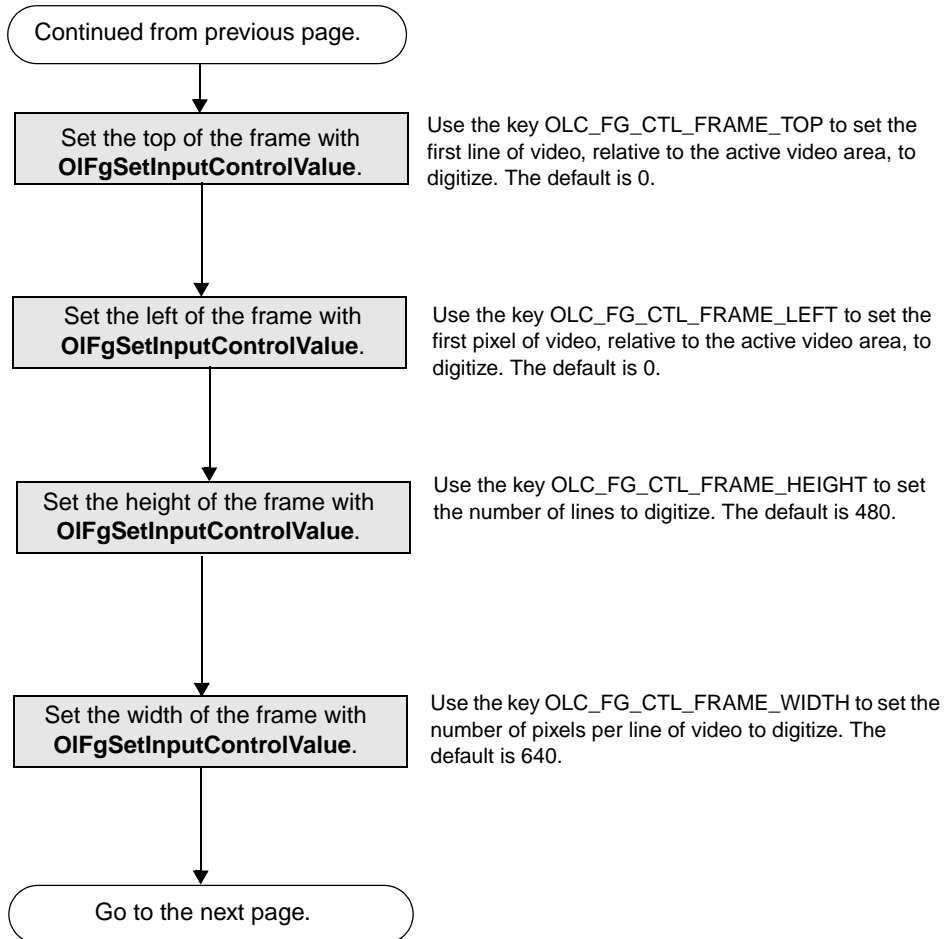 Continued from previous page.
Set the top of the frame with
OlFgSetInputControlValue.
Use the key OLC_FG_CTL_FRAME_TOP to set the
first line of video, relative to the active video area, to
digitize. The default is 0.
Set the left of the frame with
OlFgSetInputControlValue.
Use the key OLC_FG_CTL_FRAME_LEFT to set the
first pixel of video, relative to the active video area, to
digitize. The default is 0.
Set the height of the frame with
OlFgSetInputControlValue.
Use the key OLC_FG_CTL_FRAME_HEIGHT to set
the number of lines to digitize. The default is 480.
Set the width of the frame with
OlFgSetInputControlValue.
Use the key OLC_FG_CTL_FRAME_WIDTH to set the
number of pixels per line of video to digitize. The
default is 640.
Go to the next page.